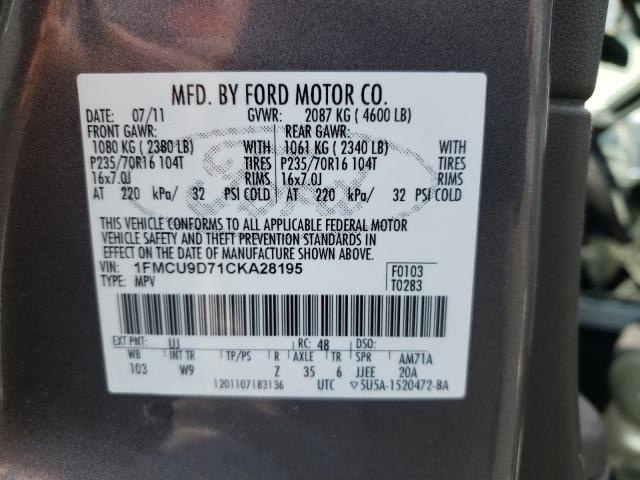 MFD. BY FORD MOTOR CO.
DATE: 07/11 GVWR: 2087 KG ( 4600 LB)
FRONT GAWR: REAR GAWR:
1080 KG ( 2380 LB) WITH 1061 KG ( 2340 LB) WITH
P235/70R16 104T TIRES P235/70R16 104T TIRES
16x7.0J RIMS 16x7.0J RIMS
AT 220 kPa/ 32 PSI COLD AT 220 kPa/ 32 PSI COLD
THIS VEHICLE CONFORMS TO ALL APPLICABLE FEDERAL MOTOR
VEHICLE SAFETY AND THEFT PREVENTION STANDARDS IN
EFFECT ON THE DATE OF MANUFACTURE SHOWN ABOVE.
VIN: 1FMCU9D71CKA28195 F0103
TYPE: MPV T0283
EXT PNT: UJ RC: 48 DSO:
WB INT TR TP/PS R AXLE TR SPR AM71A
103 W9 Z 35 6 JJEE 20A
1201107183136 UTC 5U5A-1520472-BA